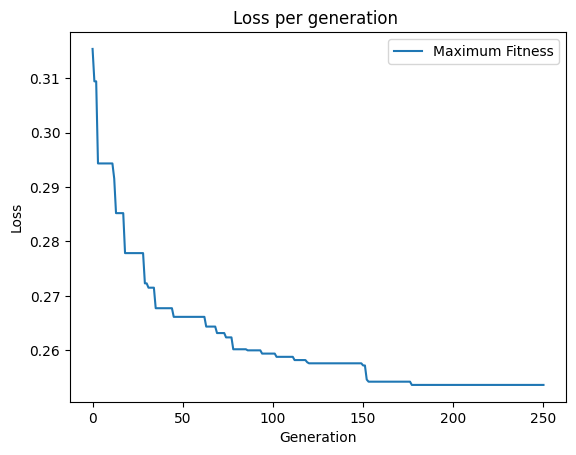 Loss per generation
Maximum Fitness
0.31
0.30
0.29
0.28
0.27
0.26
Loss
0 50 100 150 200 250
Generation